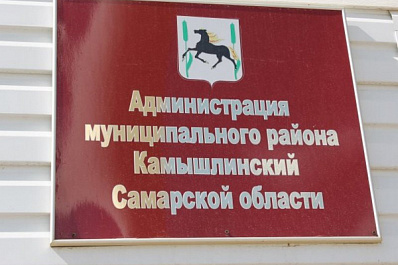 Администрация
муниципального района
Камышлинский
Самарской области